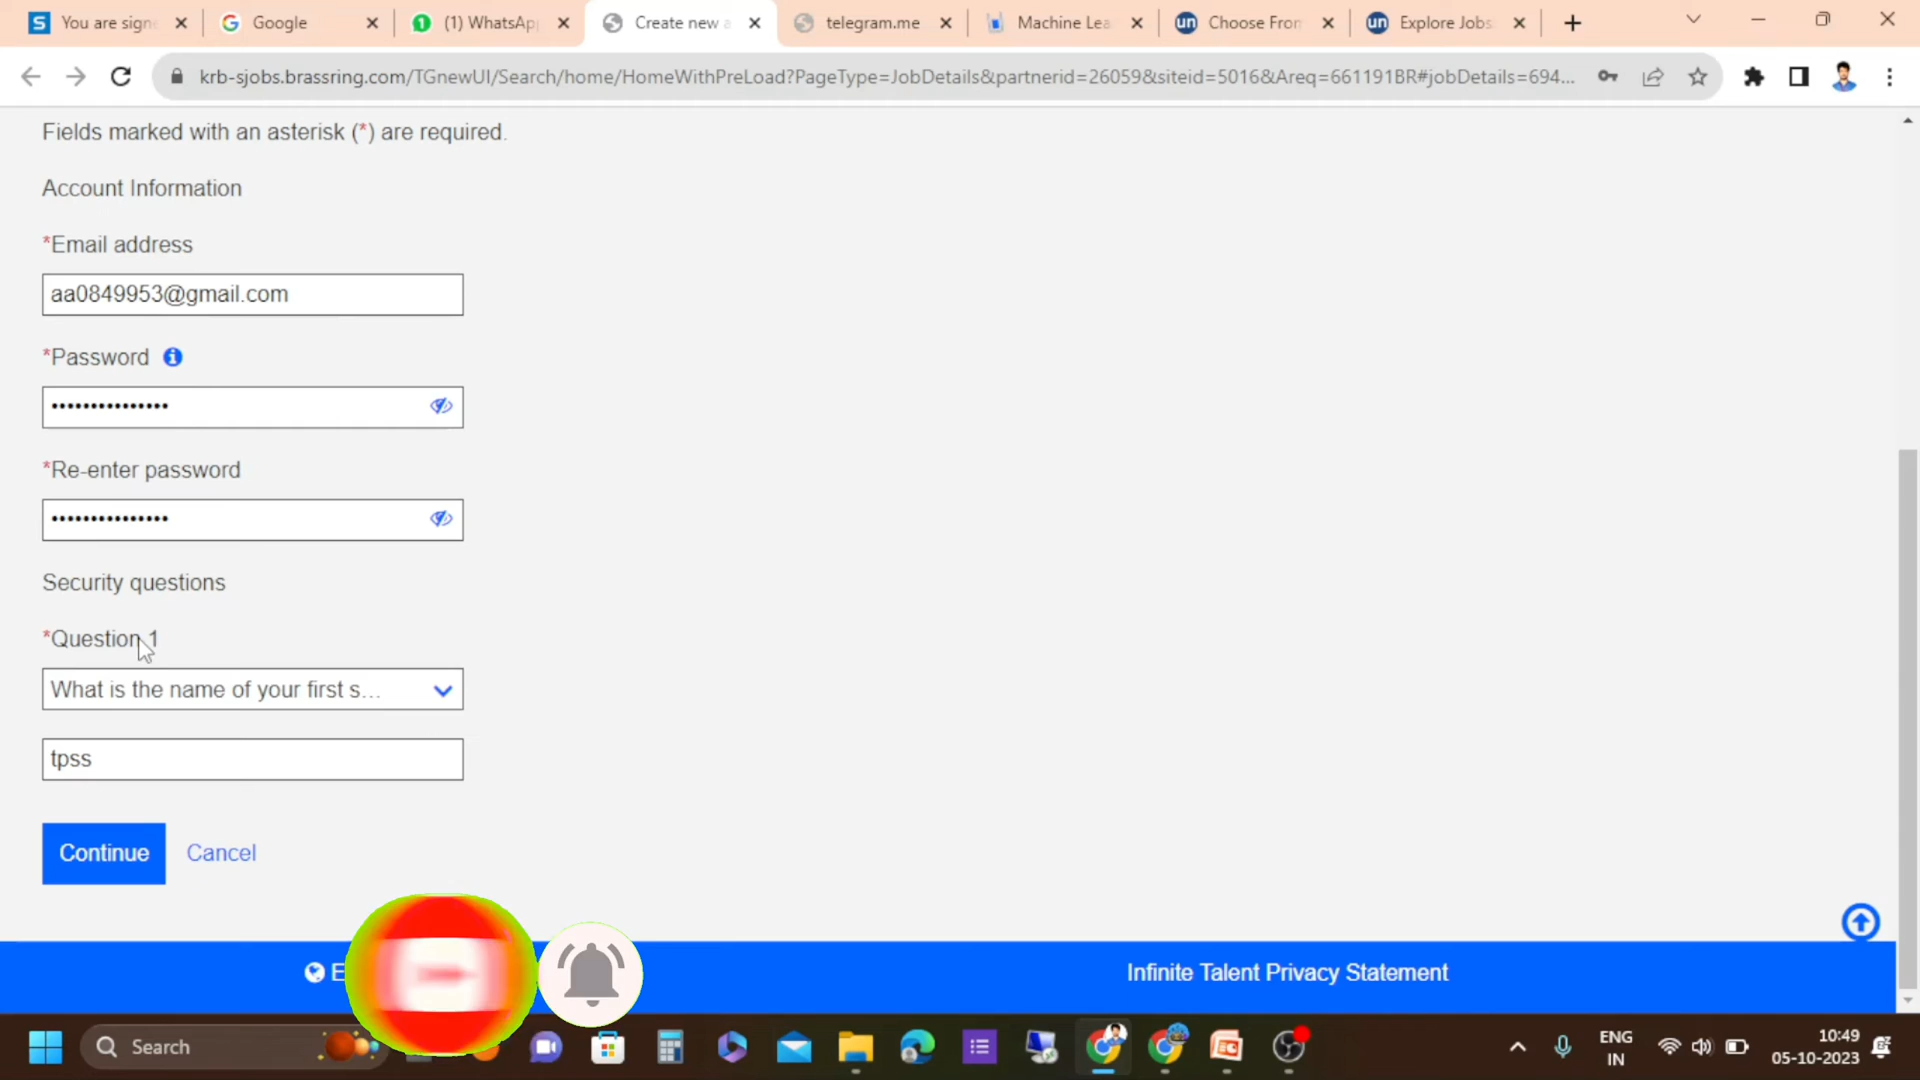 You are signe
Google
(1) WhatsApp
Create new a
telegram.me
Machine Lea
un Choose Fron
un Explore Jobs
krb-sjobs.brassring.com/TGnewUI/Search/home/HomeWithPreLoad?PageType=JobDetails&partnerid=26059&siteid=5016&Areq=661191BR#jobDetails=694...
Fields marked with an asterisk (*) are required.
Account Information
*Email address
aa0849953@gmail.com
*Password
•••••••••••••••
*Re-enter password
•••••••••••••••
Security questions
*Question 1
What is the name of your first s...
tpss
Continue Cancel
Infinite Talent Privacy Statement
Search
ENG
IN
10:49
05-10-2023